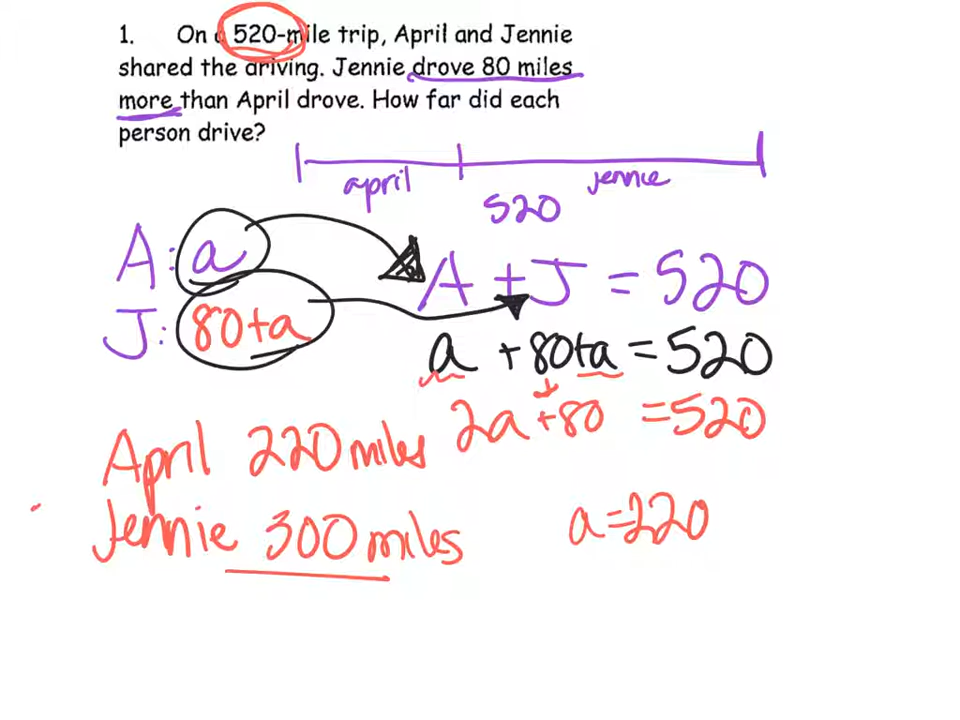 1. On a 520-mile trip, April and Jennie
shared the driving. Jennie drove 80 miles
more than April drove. How far did each
person drive?
april jennie
520
A: a
J: 80+a
A + J = 520
a + 80+a = 520
2a +80 = 520
a=220
April 220 miles
Jennie 300 miles